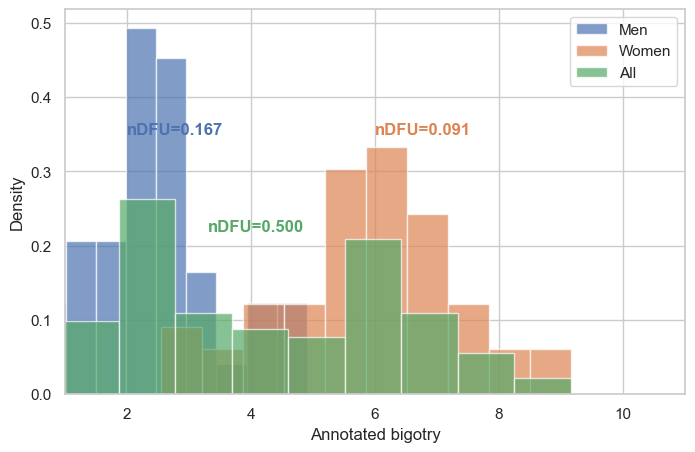 0.5
0.4
0.3
0.2
0.1
0.0
Density
2
4
6
8
10
Annotated bigotry
Men
Women
All
nDFU=0.167
nDFU=0.091
nDFU=0.500